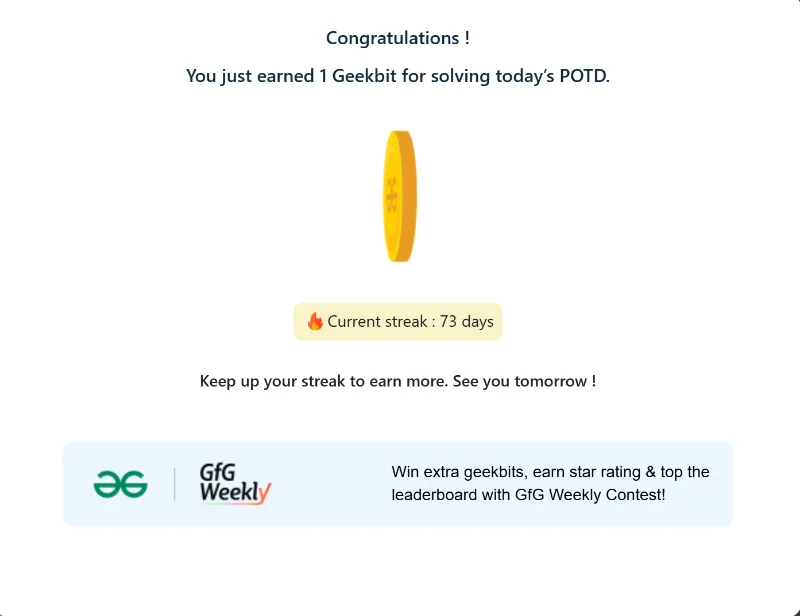 Congratulations !
You just earned 1 Geekbit for solving today’s POTD.
Current streak : 73 days
Keep up your streak to earn more. See you tomorrow !
GfG
Weekly
Win extra geekbits, earn star rating & top the
leaderboard with GfG Weekly Contest!